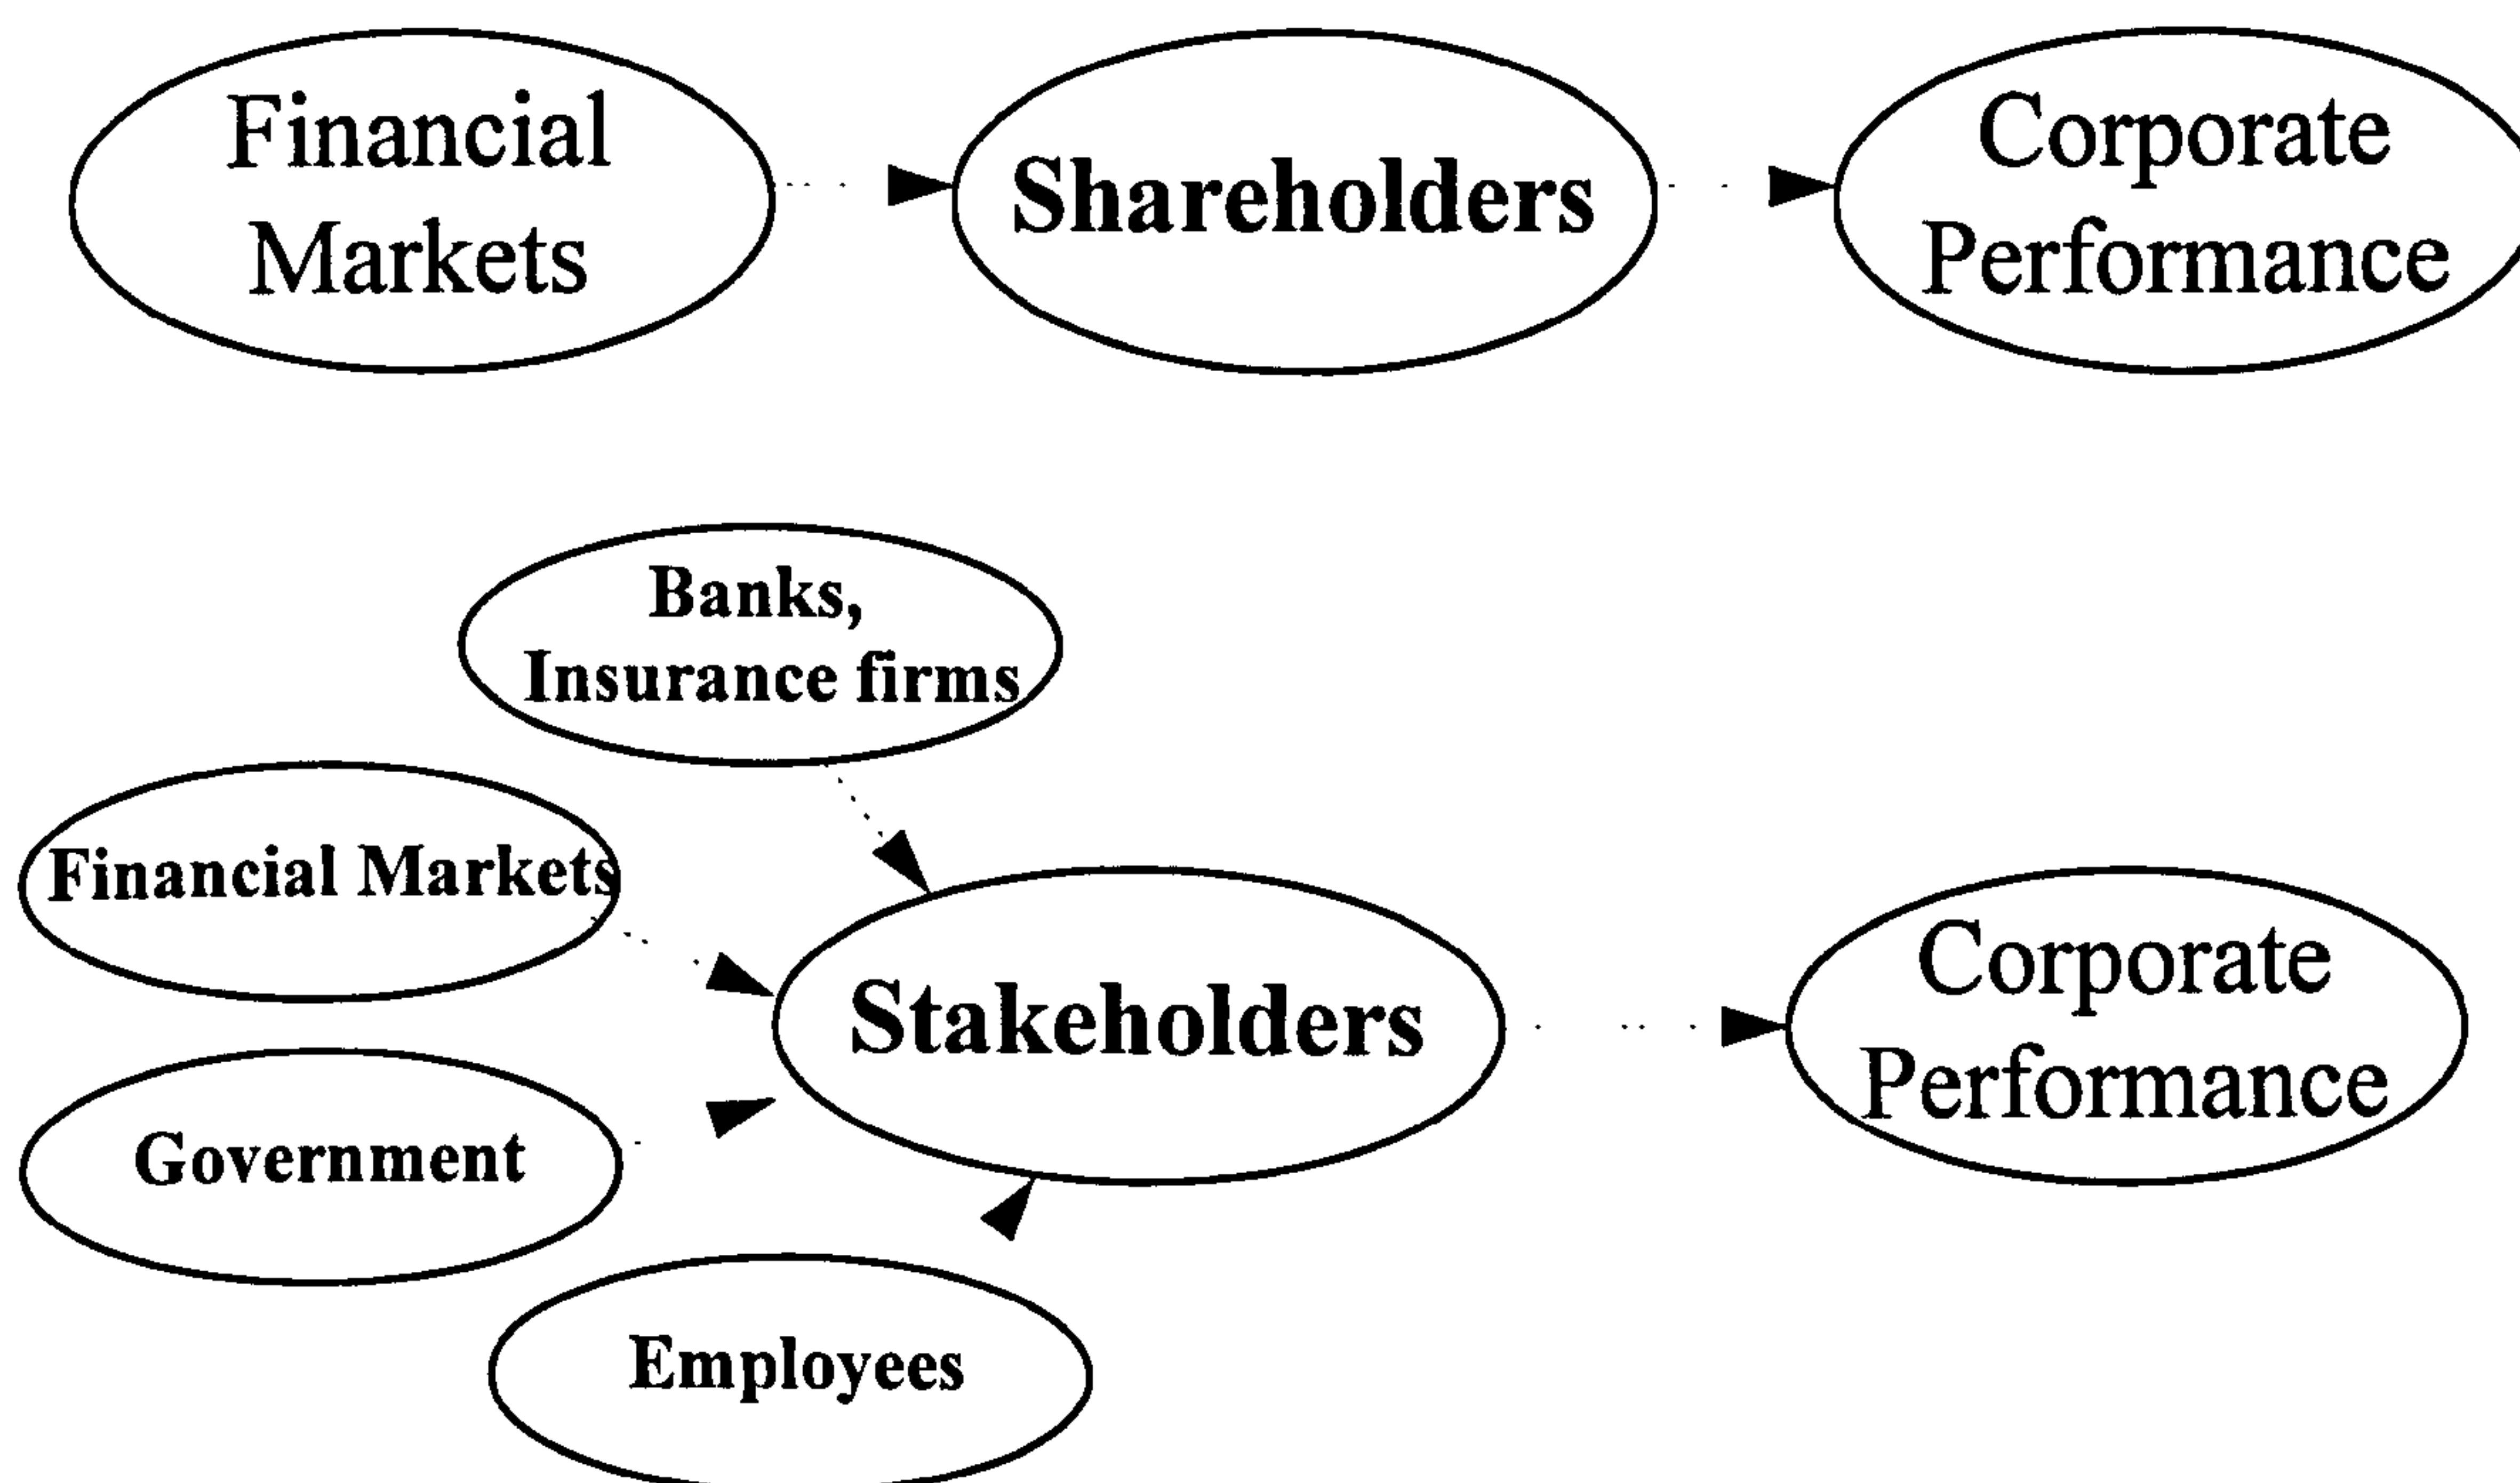 Financial
Markets
Shareholders
Corporate
Performance
Banks,
Insurance firms
Financial Markets
Government
Employees
Stakeholders
Corporate
Performance